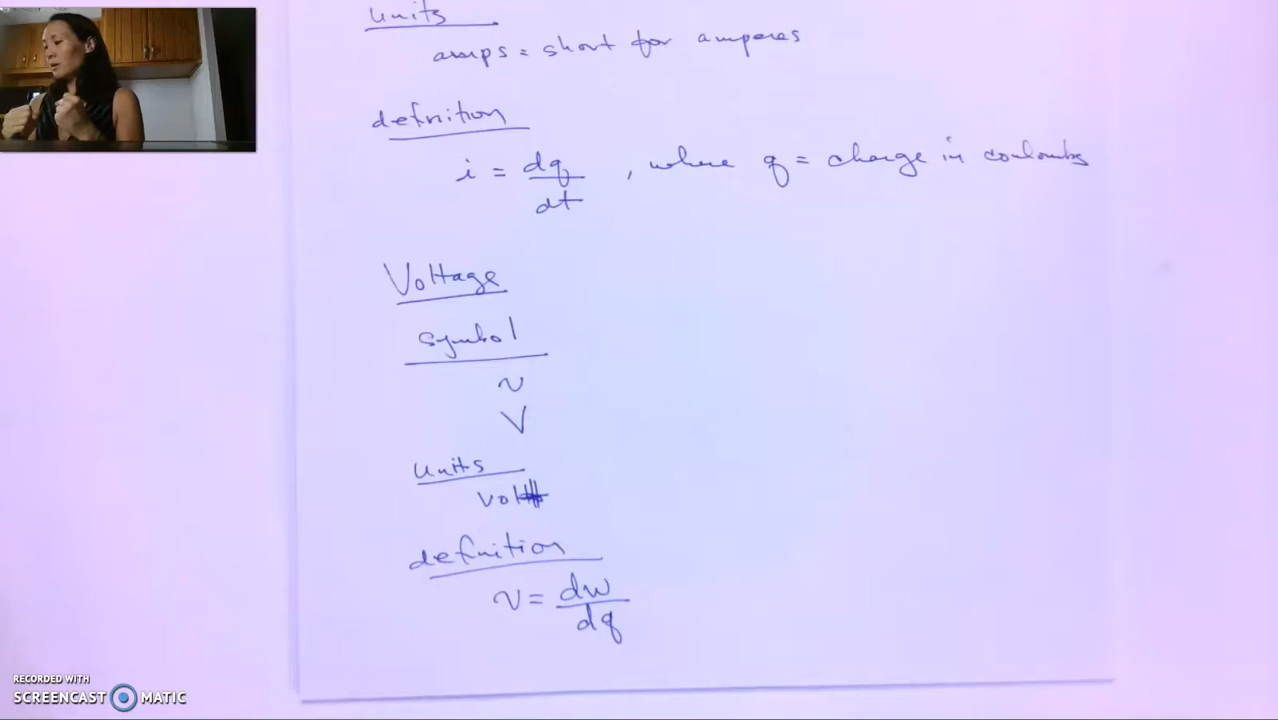 units
amps = short for amperes
definition
i = dq/dt , where q = charge in coulombs
Voltage
symbol
v
V
units
volt
definition
v = dw/dq
RECORDED WITH
SCREENCAST MATIC